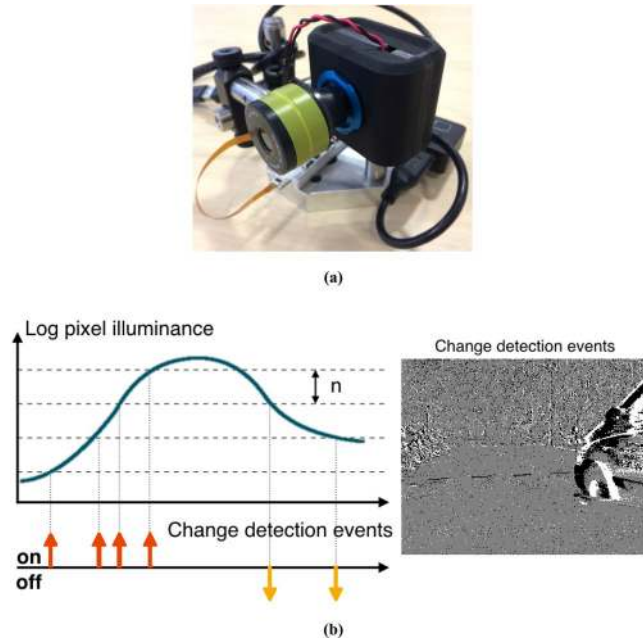 (a)
Log pixel illuminance
n
Change detection events
on
off
Change detection events
(b)